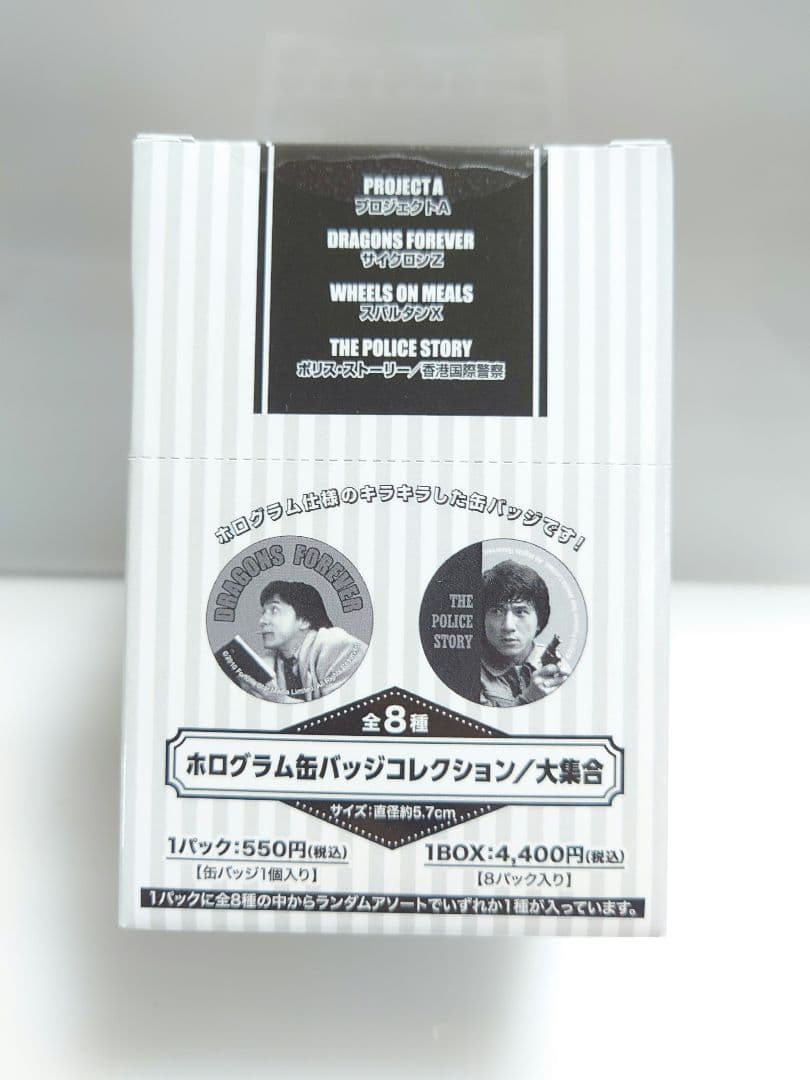 PROJECT A
プロジェクトA
DRAGONS FOREVER
サイクロンZ
WHEELS ON MEALS
スパルタンX
THE POLICE STORY
ポリス・ストーリー/香港国際警察
ホログラム仕様のキラキラした缶バッジです!
DRAGONS FOREVER
©2010 Fortune Star Media Limited. All Rights Reserved.
THE
POLICE
STORY
全8種
ホログラム缶バッジコレクション/大集合
サイズ:直径約5.7cm
1パック:550円(税込)
【缶バッジ1個入り】
1BOX:4,400円(税込)
【8パック入り】
1パックに全8種の中からランダムアソートでいずれか1種が入っています。